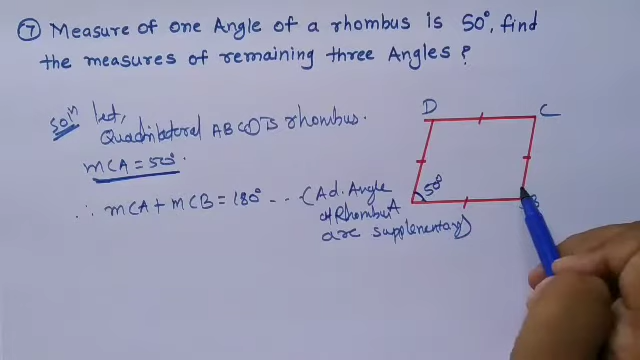 ⑦ Measure of one Angle of a rhombus is 50°, find
the measures of remaining three Angles ?
Solⁿ let,
Quadrilateral ABCD is rhombus.
m∠A = 50°.
∴ m∠A + m∠B = 180° -- (Ad. Angle
of Rhombus
are supplementary)
D
C
50°
A
B